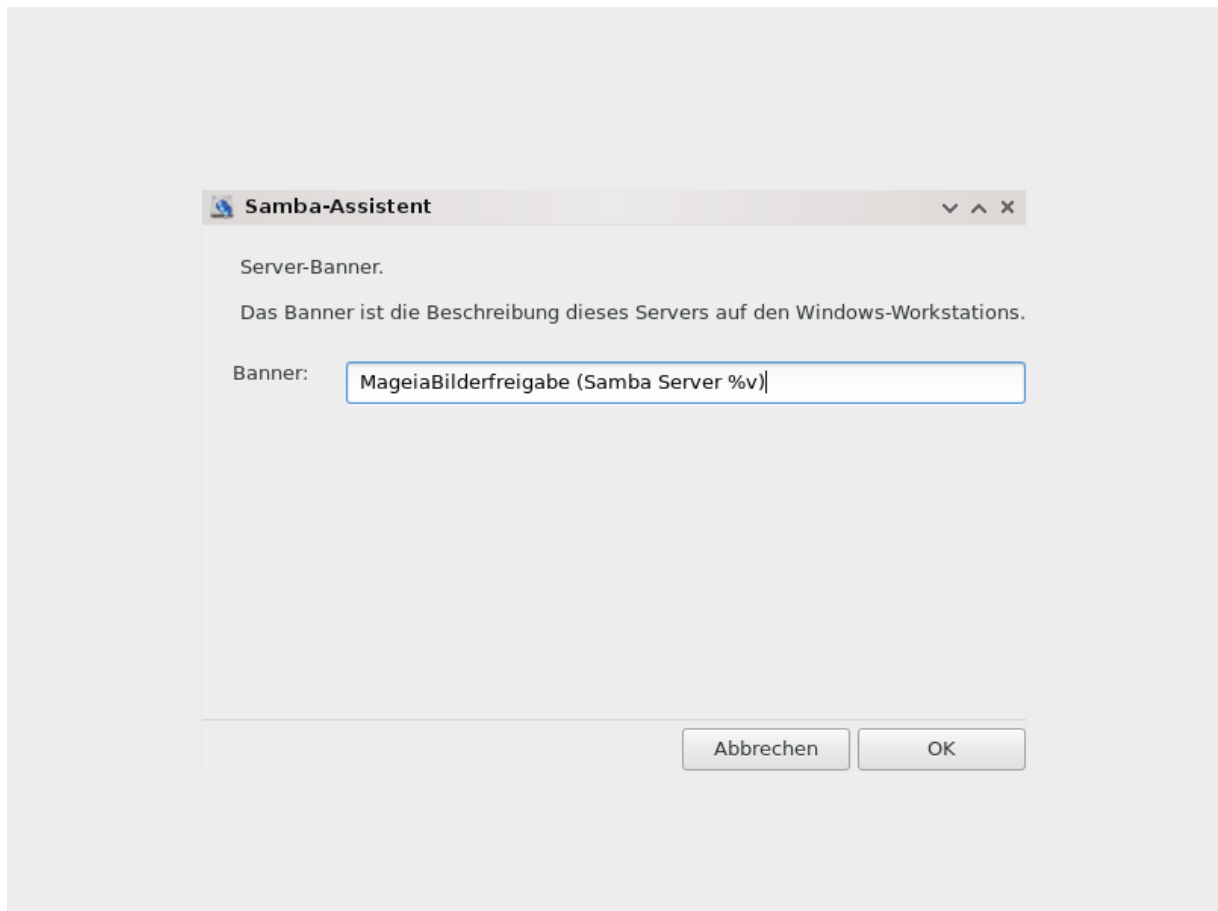 Samba-Assistent
Server-Banner.
Das Banner ist die Beschreibung dieses Servers auf den Windows-Workstations.
Banner: MageiaBilderfreigabe (Samba Server %v)
Abbrechen OK